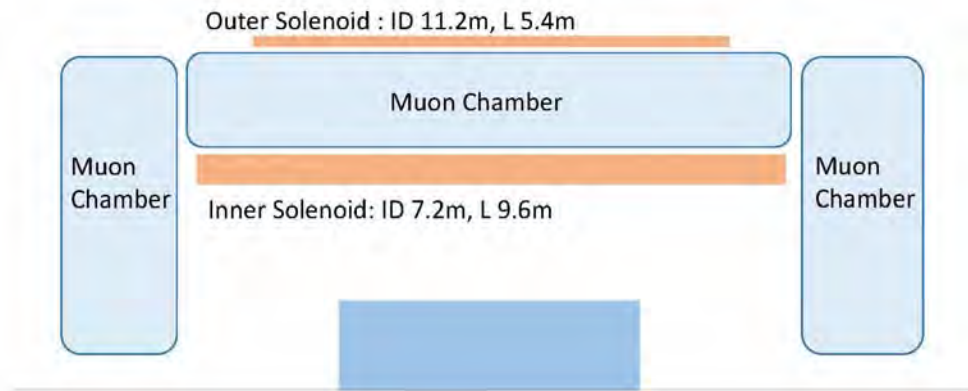 Outer Solenoid : ID 11.2m, L 5.4m
Muon Chamber
Muon
Chamber
Inner Solenoid: ID 7.2m, L 9.6m
Muon
Chamber